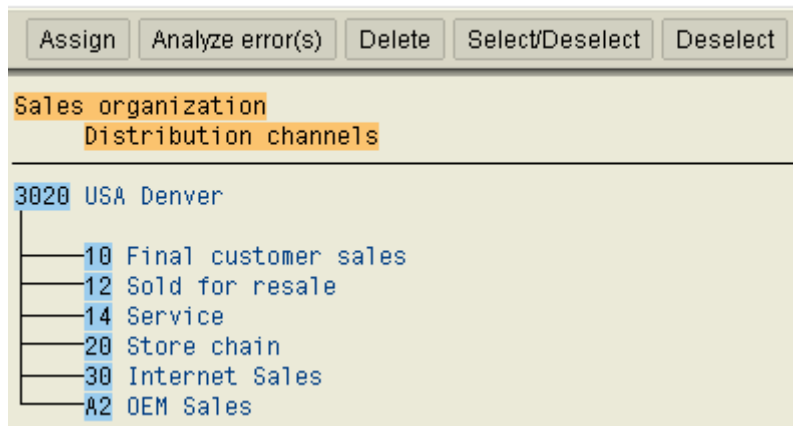 Assign Analyze error(s) Delete Select/Deselect Deselect
Sales organization
Distribution channels
3020 USA Denver
10 Final customer sales
12 Sold for resale
14 Service
20 Store chain
30 Internet Sales
A2 OEM Sales